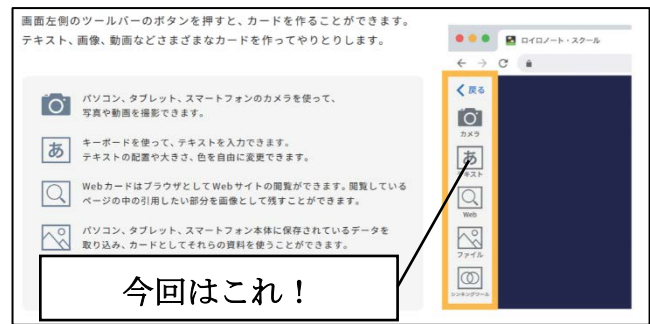 画面左側のツールバーのボタンを押すと、カードを作ることができます。
テキスト、画像、動画などさまざまなカードを作ってやりとりします。
パソコン、タブレット、スマートフォンのカメラを使って、
写真や動画を撮影できます。
あ
キーボードを使って、テキストを入力できます。
テキストの配置や大きさ、色を自由に変更できます。
WebカードはブラウザとしてWebサイトの閲覧ができます。閲覧している
ページの中の引用したい部分を画像として残すことができます。
パソコン、タブレット、スマートフォン本体に保存されているデータを
取り込み、カードとしてそれらの資料を使うことができます。
今回はこれ！
ロイロノート・スクール
戻る
カメラ
あ
テキスト
Web
ファイル
シンキングツール